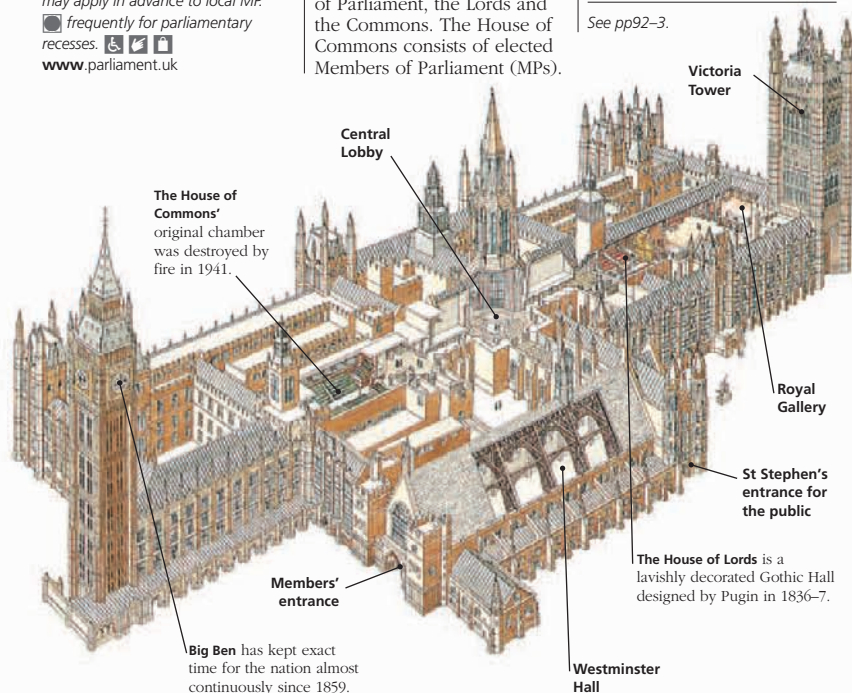 may apply in advance to local MP.
frequently for parliamentary
recesses.
www.parliament.uk
of Parliament, the Lords and
the Commons. The House of
Commons consists of elected
Members of Parliament (MPs).
See pp92–3.
Victoria
Tower
Central
Lobby
The House of
Commons'
original chamber
was destroyed by
fire in 1941.
Royal
Gallery
St Stephen's
entrance for
the public
The House of Lords is a
lavishly decorated Gothic Hall
designed by Pugin in 1836–7.
Members'
entrance
Big Ben has kept exact
time for the nation almost
continuously since 1859.
Westminster
Hall